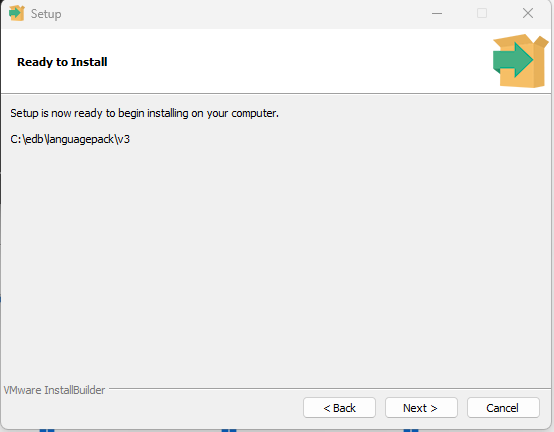 Setup
Ready to Install
Setup is now ready to begin installing on your computer.
C:\edb\languagepack\v3
VMware InstallBuilder
< Back
Next >
Cancel